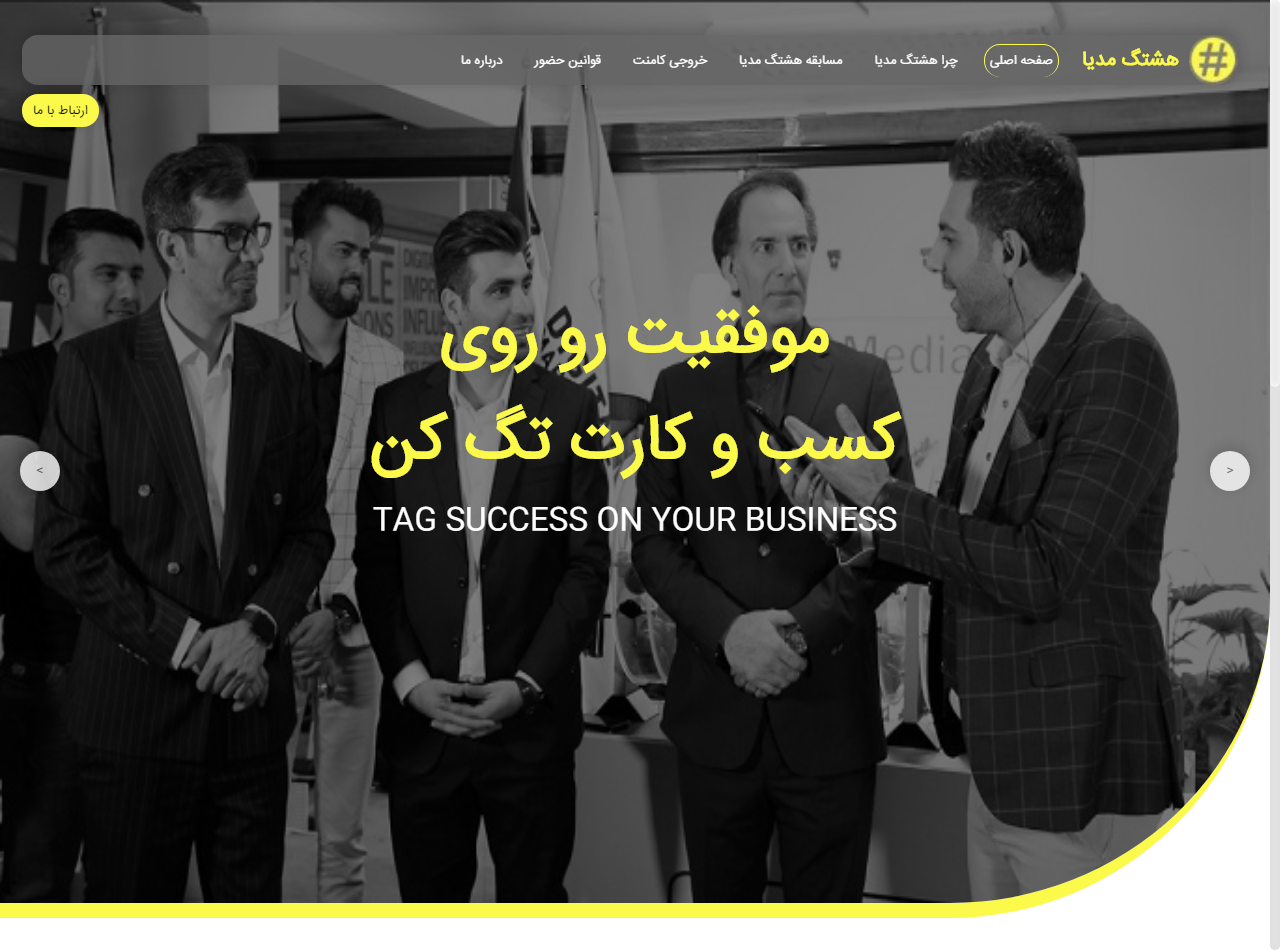 # هشتگ مدیا
صفحه اصلی
چرا هشتگ مدیا
مسابقه هشتگ مدیا
خروجی کامنت
قوانین حضور
درباره ما
ارتباط با ما
موفقیت رو روی
کسب و کارت تگ کن
TAG SUCCESS ON YOUR BUSINESS
Media